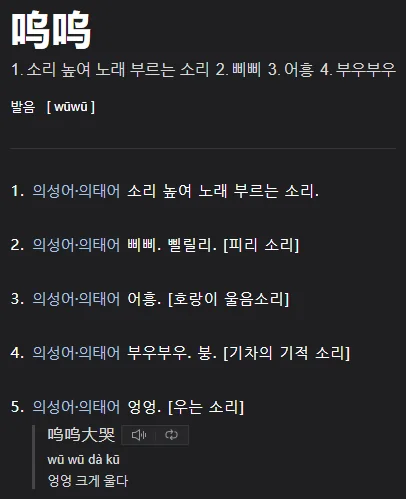 呜呜
1. 소리 높여 노래 부르는 소리 2. 삐삐 3. 어흥 4. 부우부우
발음 [ wūwū ]
1. 의성어·의태어 소리 높여 노래 부르는 소리.
2. 의성어·의태어 삐삐. 삘릴리. [피리 소리]
3. 의성어·의태어 어흥. [호랑이 울음소리]
4. 의성어·의태어 부우부우. 붕. [기차의 기적 소리]
5. 의성어·의태어 엉엉. [우는 소리]
呜呜大哭
wū wū dà kū
엉엉 크게 울다